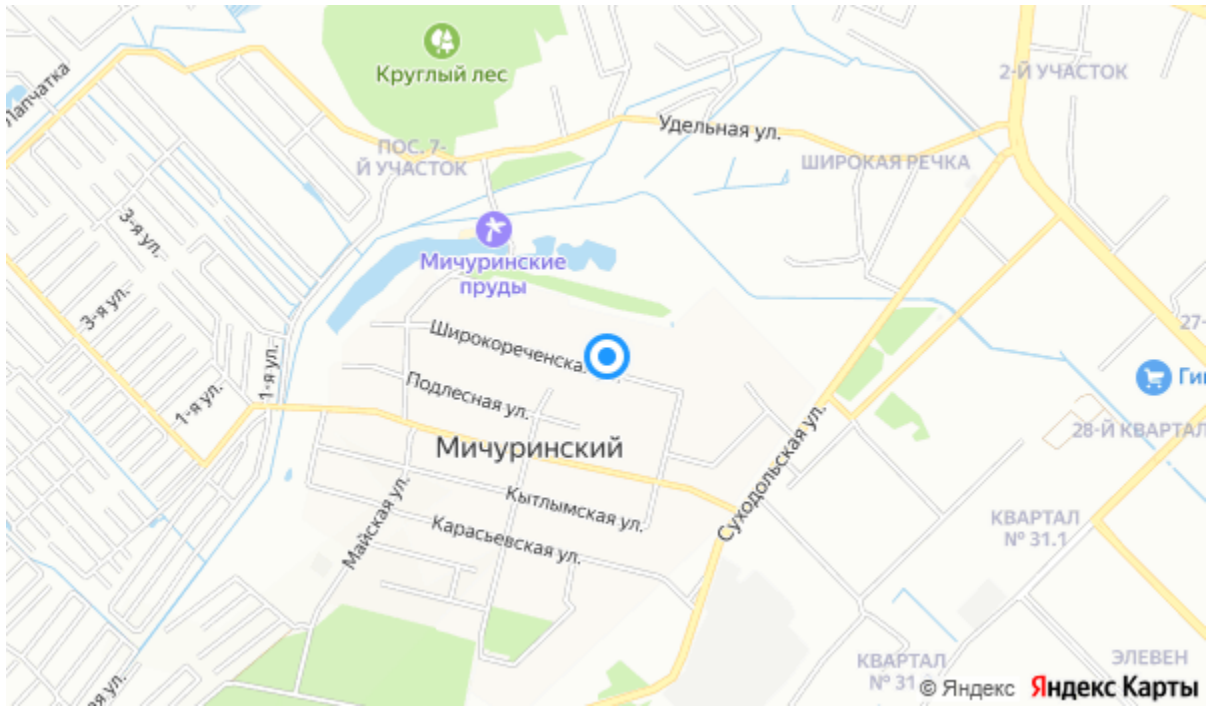 Лапчатка
Круглый лес
2-Й УЧАСТОК
Удельная ул.
ПОС. 7-
Й УЧАСТОК
ШИРОКАЯ РЕЧКА
3-я ул.
Мичуринские
пруды
3-я ул.
27-
Широкореченска
1-я ул.
1-я ул.
Подлесная ул.
Ги
28-Й КВАРТАЛ
Мичуринский
Суходольская ул.
Майская ул.
Кытлымская ул.
Карасьевская ул.
КВАРТАЛ
№ 31.1
КВАРТАЛ
№ 31
ЭЛЕВЕН
ая ул.
© Яндекс Яндекс Карты